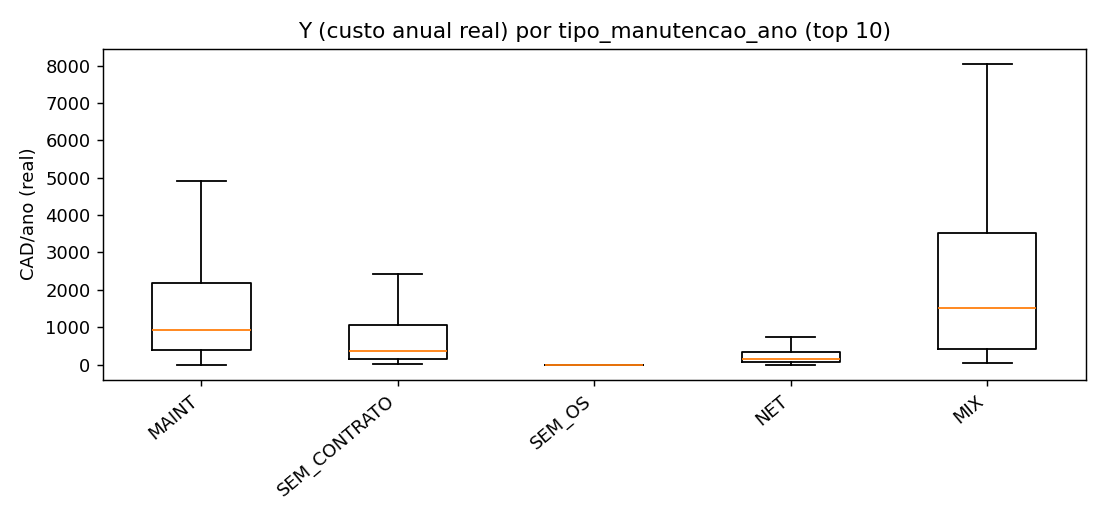 Y (custo anual real) por tipo_manutencao_ano (top 10)
CAD/ano (real)
8000
7000
6000
5000
4000
3000
2000
1000
0
MAINT
SEM_CONTRATO
SEM_OS
NET
MIX